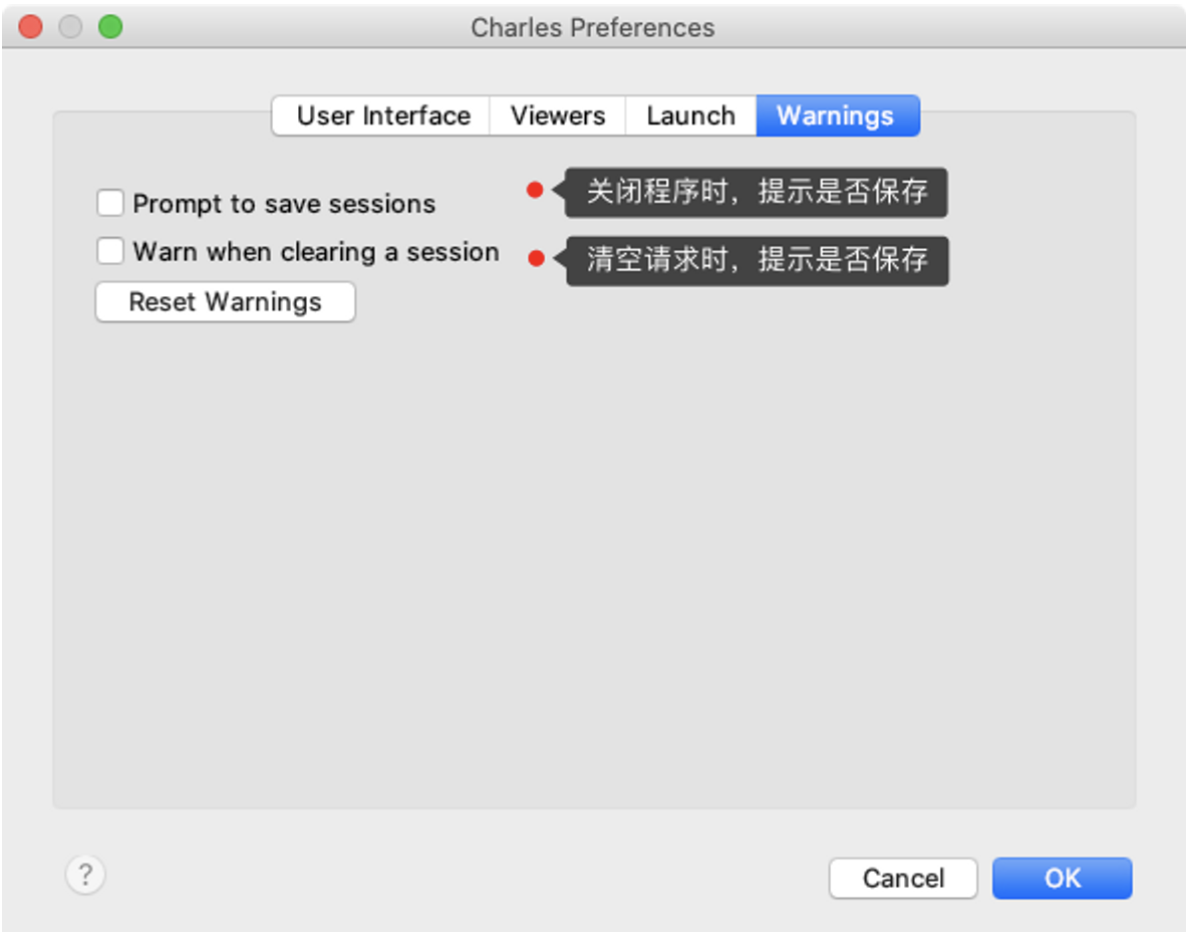 Charles Preferences
User Interface
Viewers
Launch
Warnings
Prompt to save sessions
关闭程序时，提示是否保存
Warn when clearing a session
清空请求时，提示是否保存
Reset Warnings
?
Cancel
OK